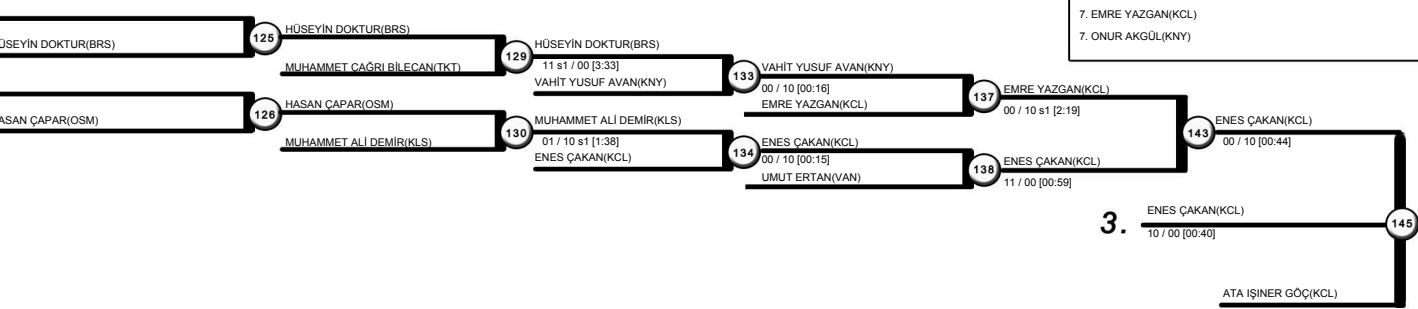 7. EMRE YAZGAN(KCL)
7. ONUR AKGÜL(KNY)
ÜSEYİN DOKTUR(BRS)
125
HÜSEYİN DOKTUR(BRS)
MUHAMMET ÇAĞRI BİLECAN(TKT)
129
HÜSEYİN DOKTUR(BRS)
11 s1 / 00 [3:33]
VAHİT YUSUF AVAN(KNY)
133
VAHİT YUSUF AVAN(KNY)
00 / 10 [00:16]
EMRE YAZGAN(KCL)
137
EMRE YAZGAN(KCL)
00 / 10 s1 [2:19]
ASAN ÇAPAR(OSM)
126
HASAN ÇAPAR(OSM)
MUHAMMET ALİ DEMİR(KLS)
130
MUHAMMET ALİ DEMİR(KLS)
01 / 10 s1 [1:38]
ENES ÇAKAN(KCL)
134
ENES ÇAKAN(KCL)
00 / 10 [00:15]
UMUT ERTAN(VAN)
138
ENES ÇAKAN(KCL)
11 / 00 [00:59]
143
ENES ÇAKAN(KCL)
00 / 10 [00:44]
3.
ENES ÇAKAN(KCL)
10 / 00 [00:40]
145
ATA IŞINER GÖÇ(KCL)